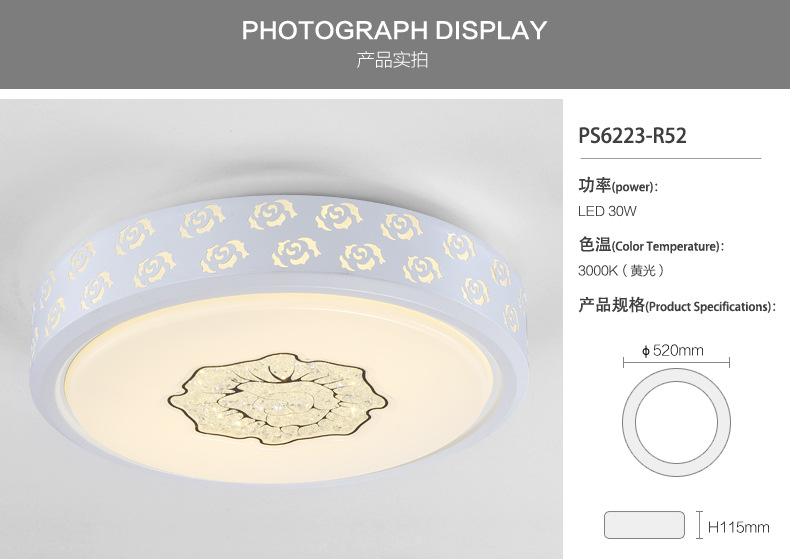 PHOTOGRAPH DISPLAY
产品实拍
PS6223-R52
功率(power):
LED 30W
色温(Color Temperature):
3000K（黄光）
产品规格(Product Specifications):
ϕ 520mm
H115mm